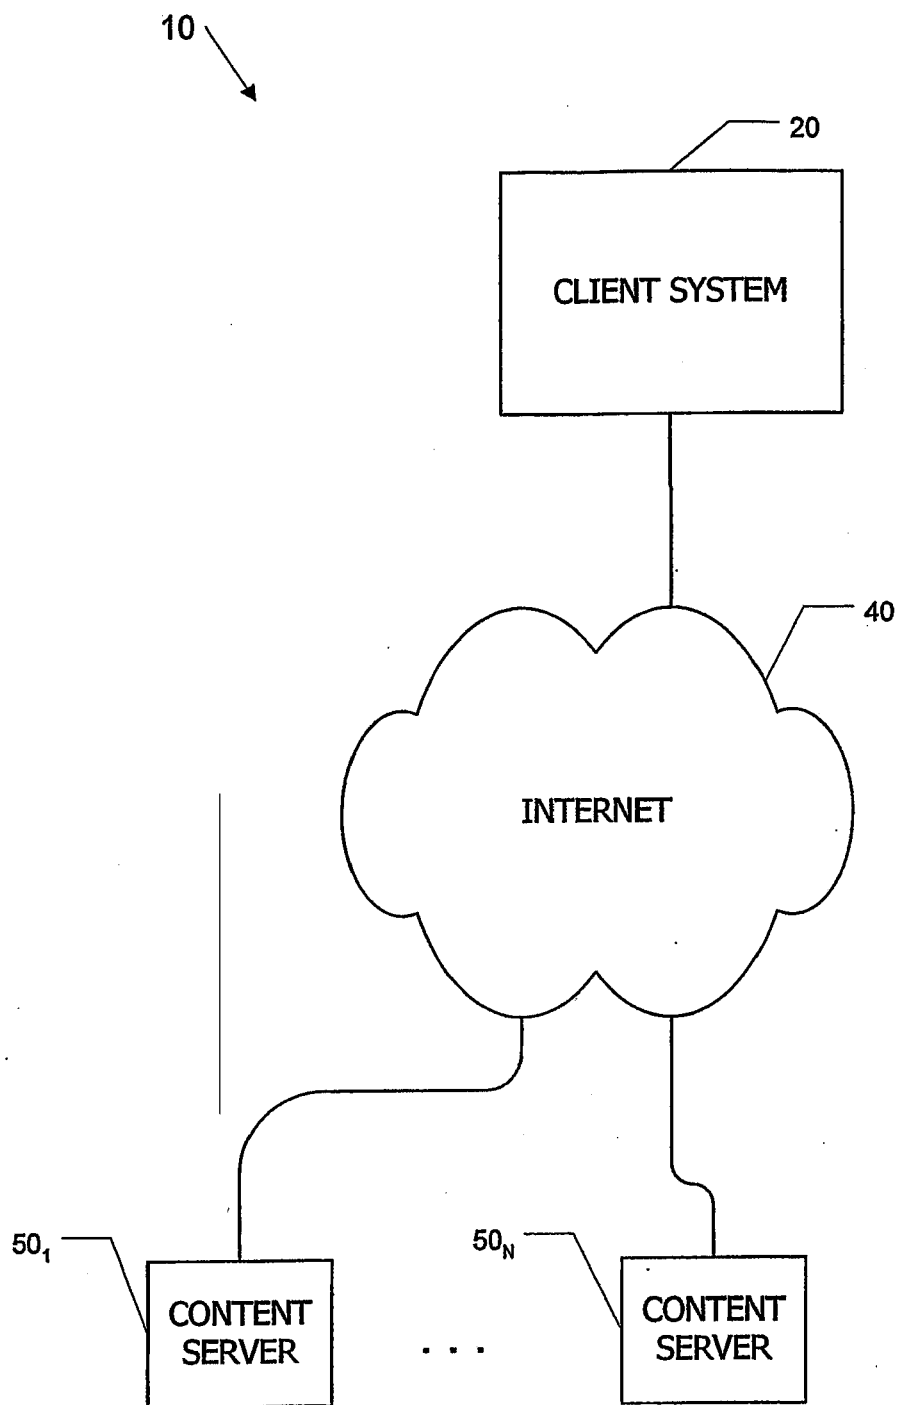 10
20
CLIENT SYSTEM
40
INTERNET
50₁
50N
CONTENT
SERVER
. . .
CONTENT
SERVER